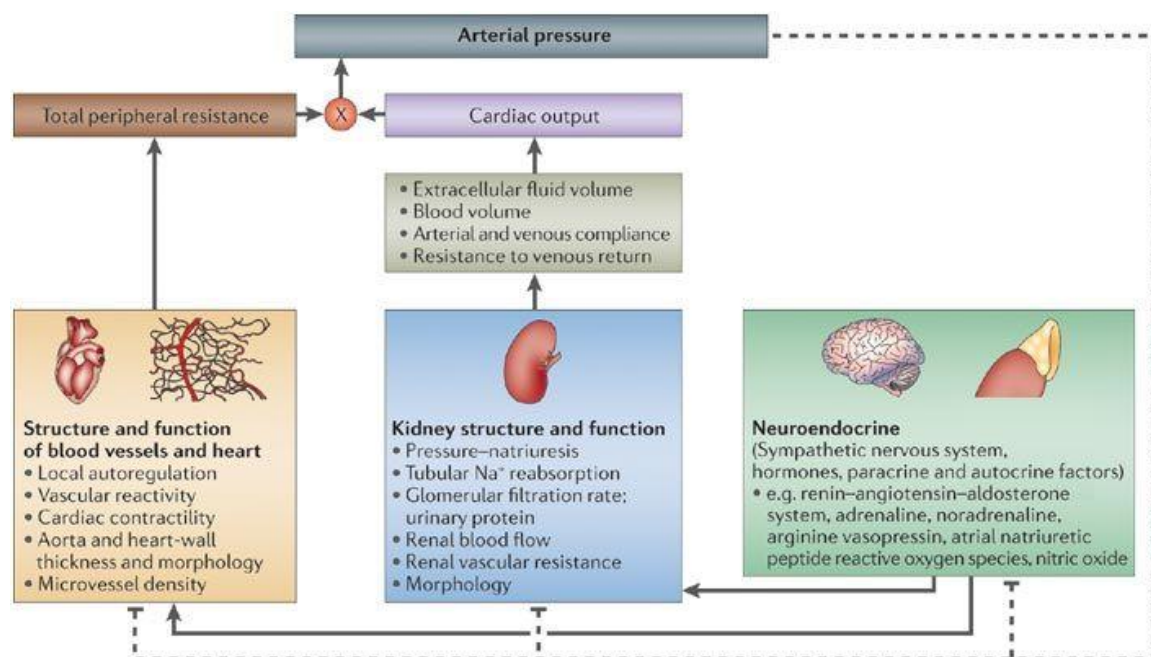 Arterial pressure
Total peripheral resistance
X
Cardiac output
• Extracellular fluid volume
• Blood volume
• Arterial and venous compliance
• Resistance to venous return
Structure and function
of blood vessels and heart
• Local autoregulation
• Vascular reactivity
• Cardiac contractility
• Aorta and heart-wall
thickness and morphology
• Microvessel density
Kidney structure and function
• Pressure–natriuresis
• Tubular Na⁺ reabsorption
• Glomerular filtration rate;
urinary protein
• Renal blood flow
• Renal vascular resistance
• Morphology
Neuroendocrine
(Sympathetic nervous system,
hormones, paracrine and autocrine factors)
• e.g. renin–angiotensin–aldosterone
system, adrenaline, noradrenaline,
arginine vasopressin, atrial natriuretic
peptide reactive oxygen species, nitric oxide